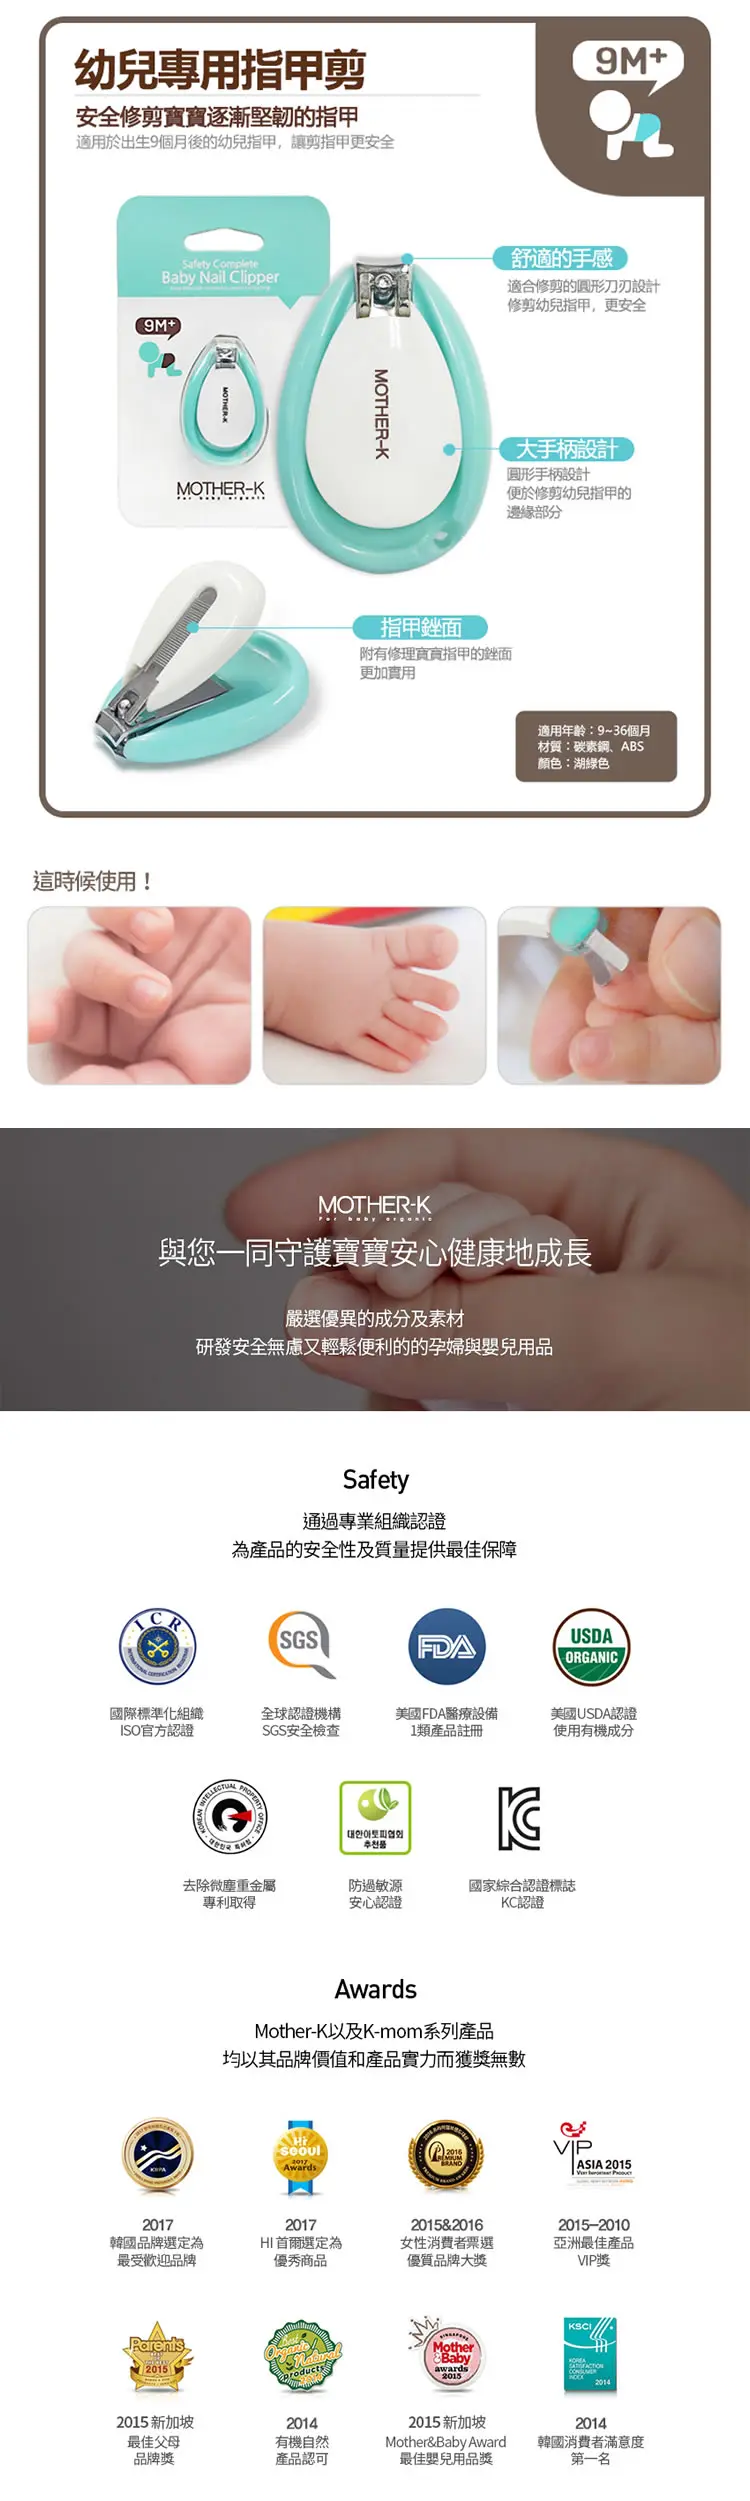 幼兒專用指甲剪
安全修剪寶寶逐漸堅韌的指甲
適用於出生9個月後的幼兒指甲，讓剪指甲更安全
9M+
Safety Complete
Baby Nail Clipper
9M+
MOTHER-K
MOTHER-K
For baby organic
MOTHER-K
舒適的手感
適合修剪的圓形刀刃設計
修剪幼兒指甲，更安全
大手柄設計
圓形手柄設計
便於修剪幼兒指甲的
邊緣部分
指甲銼面
附有修理寶寶指甲的銼面
更加實用
適用年齡：9~36個月
材質：碳素鋼、ABS
顏色：湖綠色
這時候使用！
MOTHER-K
For baby organic
與您一同守護寶寶安心健康地成長
嚴選優異的成分及素材
研發安全無慮又輕鬆便利的的孕婦與嬰兒用品
Safety
通過專業組織認證
為產品的安全性及質量提供最佳保障
ICR
SGS
FDA
USDA
ORGANIC
國際標準化組織
ISO官方認證
全球認證機構
SGS安全檢查
美國FDA醫療設備
1類產品註冊
美國USDA認證
使用有機成分
KOREAN INTELLECTUAL PROPERTY OFFICE
대한민국 특허청
대한아토피협회
추천품
去除微塵重金屬
專利取得
防過敏源
安心認證
國家綜合認證標誌
KC認證
Awards
Mother-K以及K-mom系列產品
均以其品牌價值和產品實力而獲獎無數
Hi
seoul
2017
Awards
2016
PREMIUM
BRAND
VIP
ASIA 2015
VERY IMPORTANT PRODUCT
2017
韓國品牌選定為
最受歡迎品牌
2017
HI 首爾選定為
優秀商品
2015&2016
女性消費者票選
優質品牌大獎
2015–2010
亞洲最佳產品
VIP獎
Parents
2015
Organic
Natural
products
SINGAPORE
Mother
&Baby
awards
2015
KSCI
KOREA
SATISFACTION
CONSUMER
INDEX
2014
2015 新加坡
最佳父母
品牌獎
2014
有機自然
產品認可
2015 新加坡
Mother&Baby Award
最佳嬰兒用品獎
2014
韓國消費者滿意度
第一名